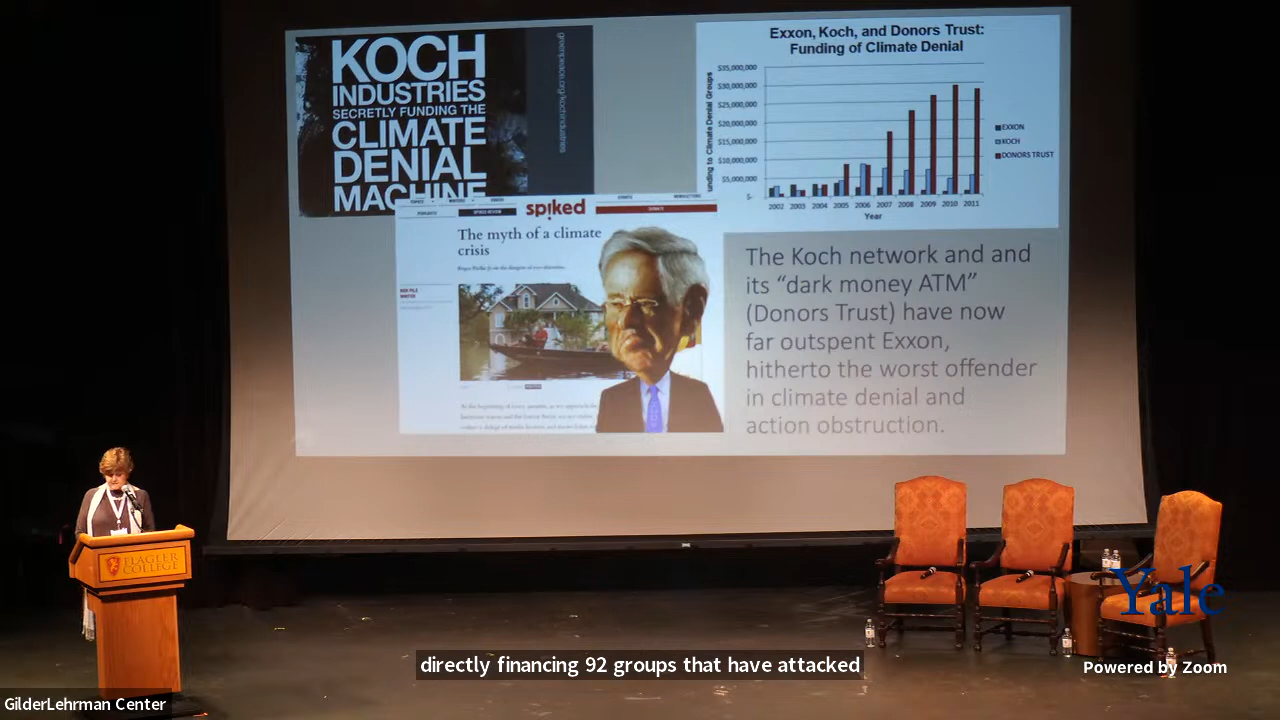 KOCH
INDUSTRIES
SECRETLY FUNDING THE
CLIMATE
DENIAL
MACHINE
greenpeace.org/kochindustries
Exxon, Koch, and Donors Trust:
Funding of Climate Denial
unding to Climate Denial Groups
$35,000,000
$30,000,000
$25,000,000
$20,000,000
$15,000,000
$10,000,000
$5,000,000
$-
2002 2003 2004 2005 2006 2007 2008 2009 2010 2011
Year
EXXON
KOCH
DONORS TRUST
spiked
The myth of a climate
crisis
The Koch network and and
its “dark money ATM”
(Donors Trust) have now
far outspent Exxon,
hitherto the worst offender
in climate denial and
action obstruction.
FLAGLER
COLLEGE
Yale
directly financing 92 groups that have attacked
Powered by Zoom
GilderLehrman Center